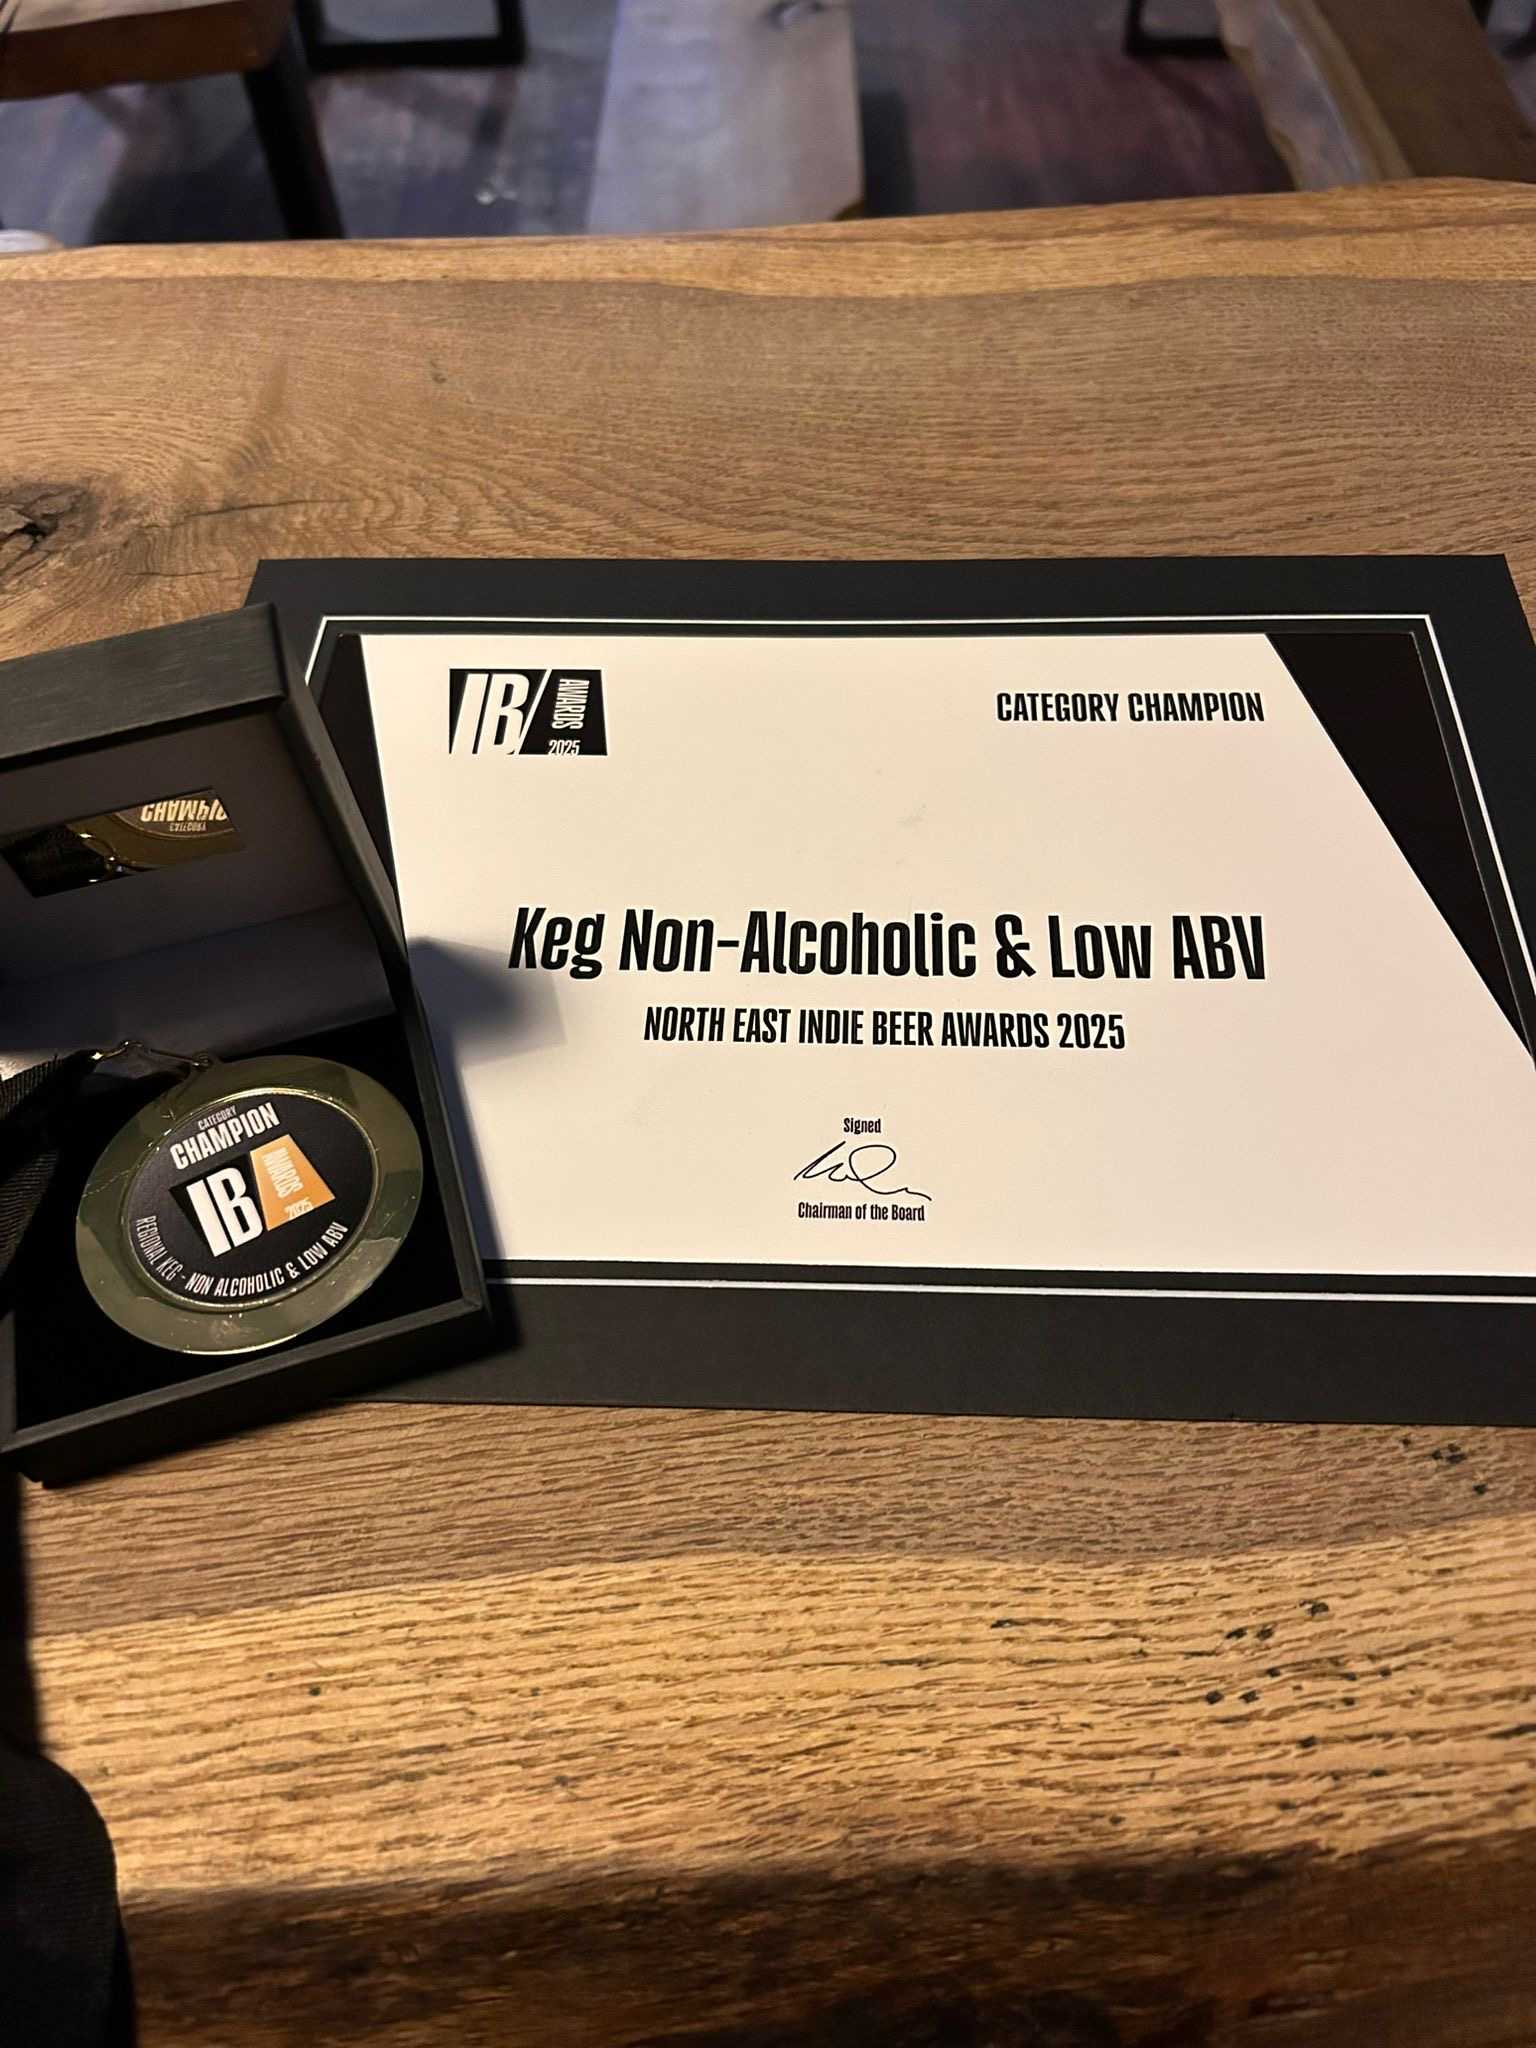 IB/ AWARDS 2025
CATEGORY CHAMPION
Keg Non-Alcoholic & Low ABV
NORTH EAST INDIE BEER AWARDS 2025
Signed
Chairman of the Board
CHAMPIO
CATEGORY
CHAMPION
IB/ AWARDS 2025
REGIONAL KEG - NON ALCOHOLIC & LOW ABV